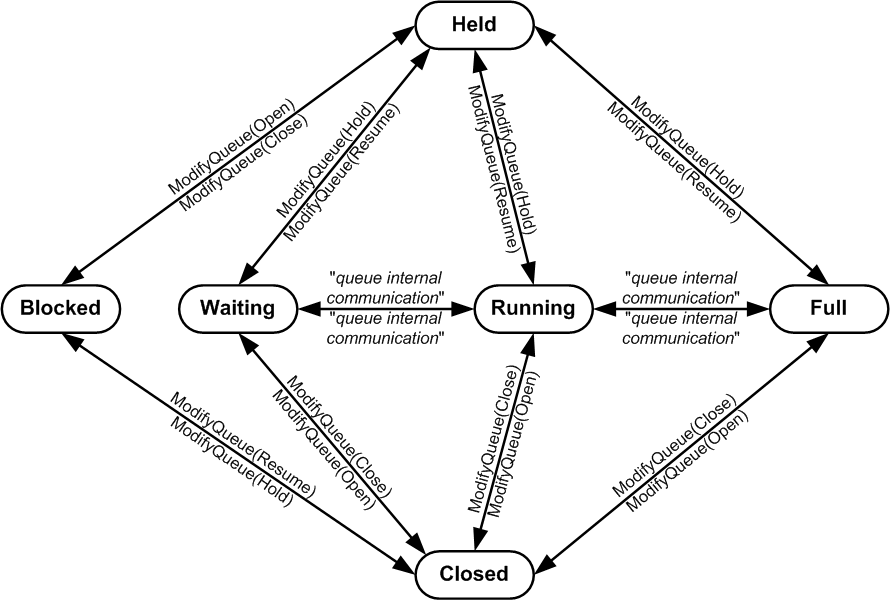 Held
ModifyQueue(Open)
ModifyQueue(Close)
ModifyQueue(Hold)
ModifyQueue(Resume)
ModifyQueue(Hold)
ModifyQueue(Resume)
ModifyQueue(Hold)
ModifyQueue(Resume)
Blocked
Waiting
"queue internal
communication"
"queue internal
communication"
Running
"queue internal
communication"
"queue internal
communication"
Full
ModifyQueue(Resume)
ModifyQueue(Hold)
ModifyQueue(Close)
ModifyQueue(Open)
ModifyQueue(Close)
ModifyQueue(Open)
ModifyQueue(Close)
ModifyQueue(Open)
Closed